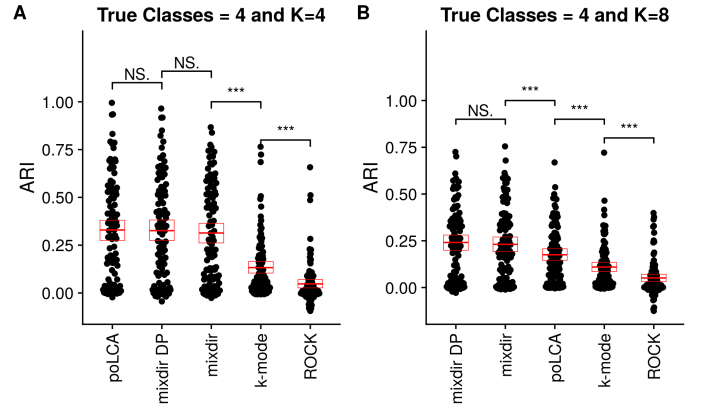 A
True Classes = 4 and K=4
NS.
NS.
***
***
1.00
0.75
0.50
0.25
0.00
ARI
poLCA
mixdir DP
mixdir
k-mode
ROCK
B
True Classes = 4 and K=8
NS.
***
***
***
1.00
0.75
0.50
0.25
0.00
ARI
mixdir DP
mixdir
poLCA
k-mode
ROCK